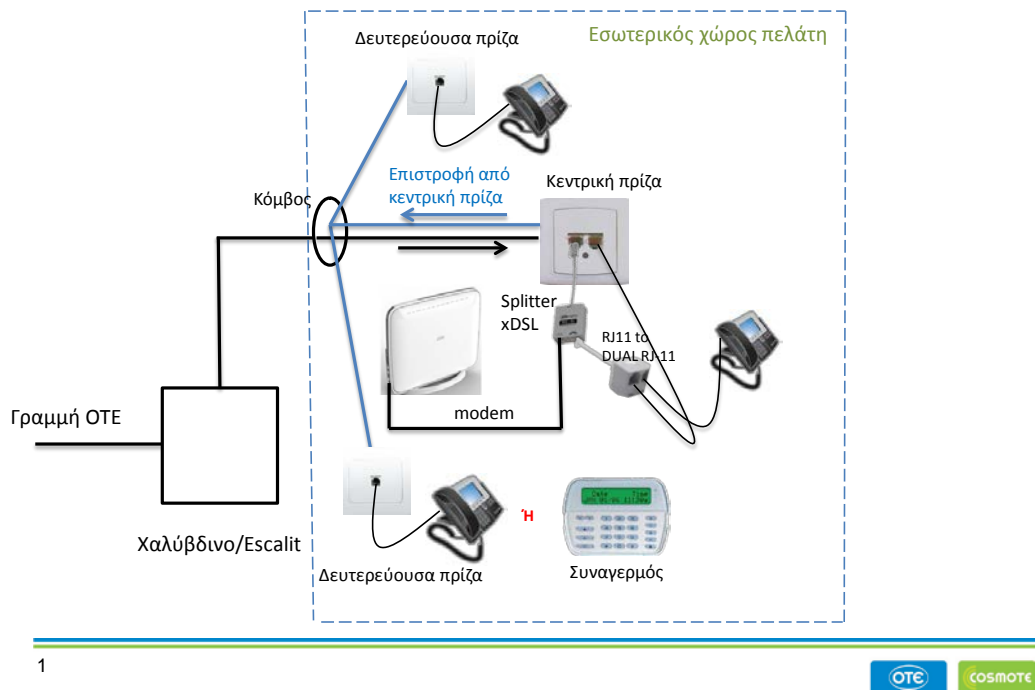 Δευτερεύουσα πρίζα
Εσωτερικός χώρος πελάτη
Επιστροφή από
κεντρική πρίζα
Κεντρική πρίζα
Κόμβος
Splitter
xDSL
RJ11 to
DUAL RJ-11
Γραμμή ΟΤΕ
modem
Ή
Χαλύβδινο/Escalit
Δευτερεύουσα πρίζα
Συναγερμός
1
OTE
COSMOTE